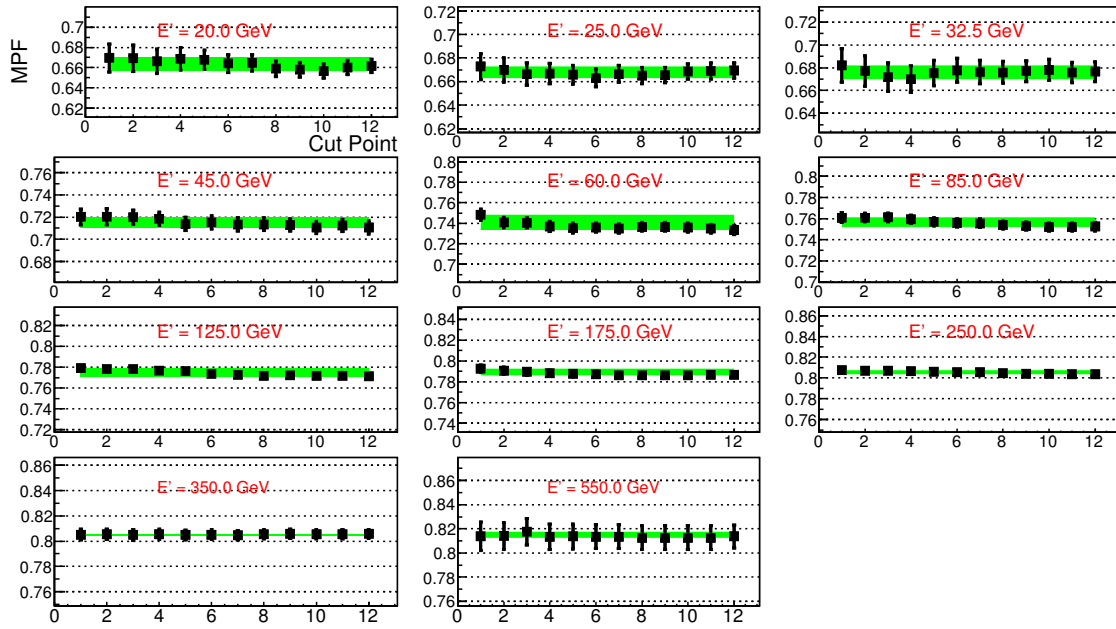 MPF
0.7
0.68
0.66
0.64
0.62
E' = 20.0 GeV
0 2 4 6 8 10 12
Cut Point
0.72
0.7
0.68
0.66
0.64
0.62
E' = 25.0 GeV
0 2 4 6 8 10 12
0.72
0.7
0.68
0.66
0.64
E' = 32.5 GeV
0 2 4 6 8 10 12
0.76
0.74
0.72
0.7
0.68
E' = 45.0 GeV
0 2 4 6 8 10 12
0.8
0.78
0.76
0.74
0.72
0.7
E' = 60.0 GeV
0 2 4 6 8 10 12
0.8
0.78
0.76
0.74
0.72
0.7
E' = 85.0 GeV
0 2 4 6 8 10 12
0.82
0.8
0.78
0.76
0.74
0.72
E' = 125.0 GeV
0 2 4 6 8 10 12
0.84
0.82
0.8
0.78
0.76
0.74
E' = 175.0 GeV
0 2 4 6 8 10 12
0.86
0.84
0.82
0.8
0.78
0.76
E' = 250.0 GeV
0 2 4 6 8 10 12
0.86
0.84
0.82
0.8
0.78
0.76
E' = 350.0 GeV
0 2 4 6 8 10 12
0.86
0.84
0.82
0.8
0.78
0.76
E' = 550.0 GeV
0 2 4 6 8 10 12